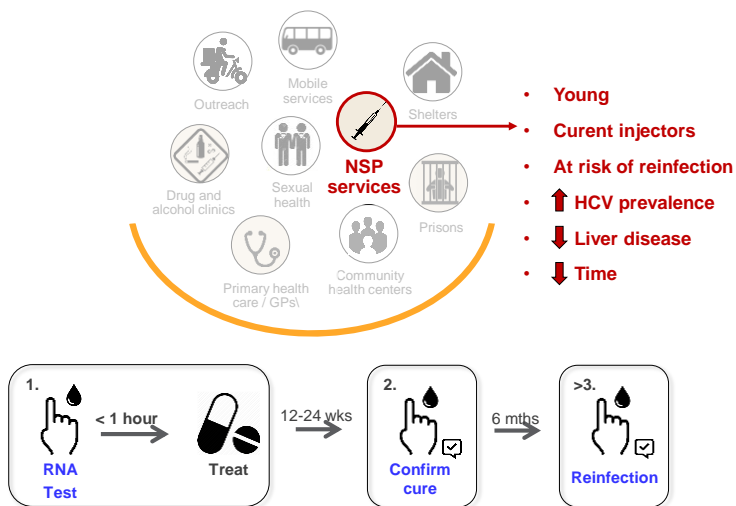 Outreach
Mobile
services
Shelters
Drug and
alcohol clinics
Sexual
health
NSP
services
Prisons
Primary health
care / GPs\
Community
health centers
• Young
• Curent injectors
• At risk of reinfection
• HCV prevalence
• Liver disease
• Time
1.
< 1 hour
RNA
Test
Treat
12-24 wks
2.
Confirm
cure
6 mths
>3.
Reinfection